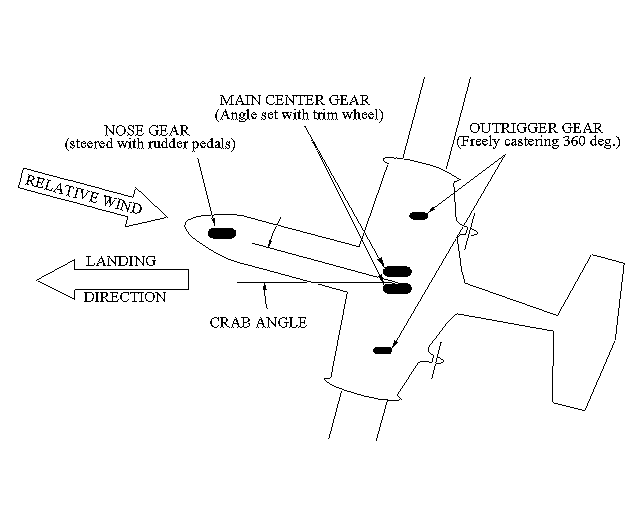 MAIN CENTER GEAR
(Angle set with trim wheel)
NOSE GEAR
(steered with rudder pedals)
OUTRIGGER GEAR
(Freely castering 360 deg.)
RELATIVE WIND
LANDING
DIRECTION
CRAB ANGLE